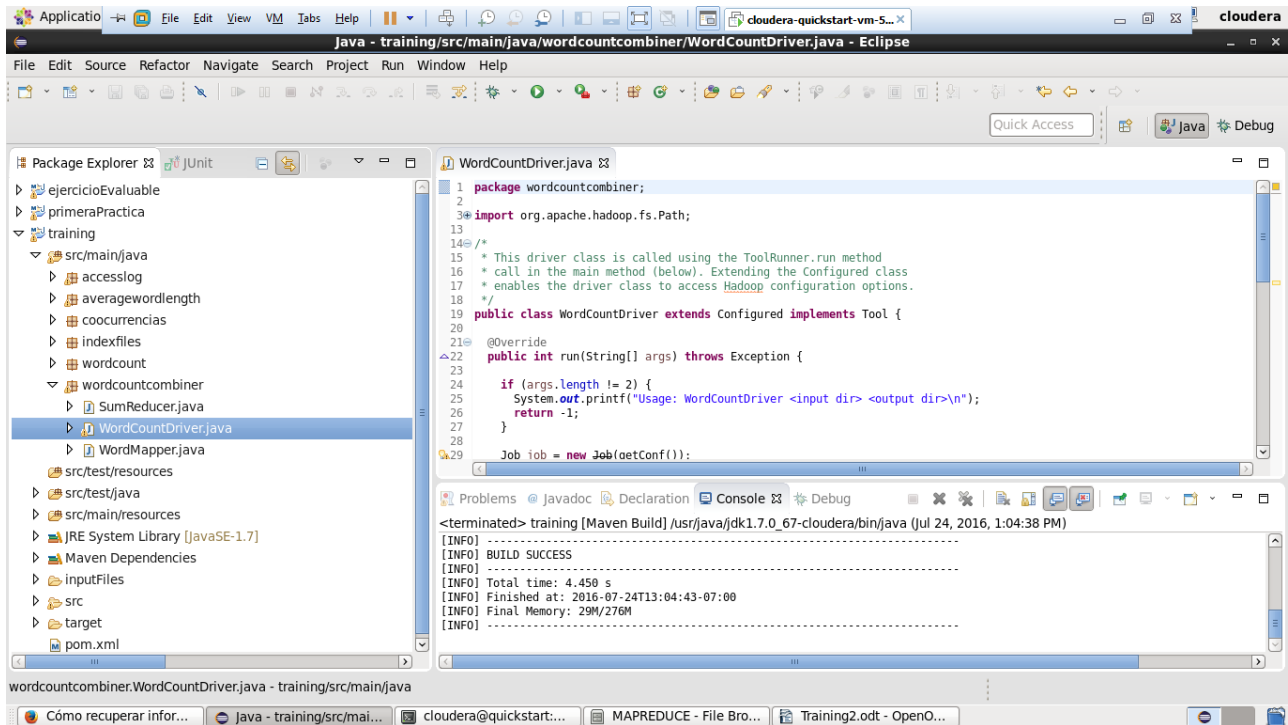 Applicatio File Edit View VM Tabs Help cloudera-quickstart-vm-5... cloudera
Java - training/src/main/java/wordcountcombiner/WordCountDriver.java - Eclipse
File Edit Source Refactor Navigate Search Project Run Window Help
Quick Access Java Debug
Package Explorer JUnit
ejercicioEvaluable
primeraPractica
training
src/main/java
accesslog
averagewordlength
coocurrencias
indexfiles
wordcount
wordcountcombiner
SumReducer.java
WordCountDriver.java
WordMapper.java
src/test/resources
src/test/java
src/main/resources
JRE System Library [JavaSE-1.7]
Maven Dependencies
inputFiles
src
target
pom.xml
WordCountDriver.java
1 package wordcountcombiner;
2
3 import org.apache.hadoop.fs.Path;
13
14 /*
15 * This driver class is called using the ToolRunner.run method
16 * call in the main method (below). Extending the Configured class
17 * enables the driver class to access Hadoop configuration options.
18 */
19 public class WordCountDriver extends Configured implements Tool {
20
21 @Override
22 public int run(String[] args) throws Exception {
23
24 if (args.length != 2) {
25 System.out.printf("Usage: WordCountDriver <input dir> <output dir>\n");
26 return -1;
27 }
28
29 Job job = new Job(getConf());
Problems @ Javadoc Declaration Console Debug
<terminated> training [Maven Build] /usr/java/jdk1.7.0_67-cloudera/bin/java (Jul 24, 2016, 1:04:38 PM)
[INFO] ------------------------------------------------------------------------
[INFO] BUILD SUCCESS
[INFO] ------------------------------------------------------------------------
[INFO] Total time: 4.450 s
[INFO] Finished at: 2016-07-24T13:04:43-07:00
[INFO] Final Memory: 29M/276M
[INFO] ------------------------------------------------------------------------
wordcountcombiner.WordCountDriver.java - training/src/main/java
Cómo recuperar infor... Java - training/src/mai... cloudera@quickstart:... MAPREDUCE - File Bro... Training2.odt - OpenO...